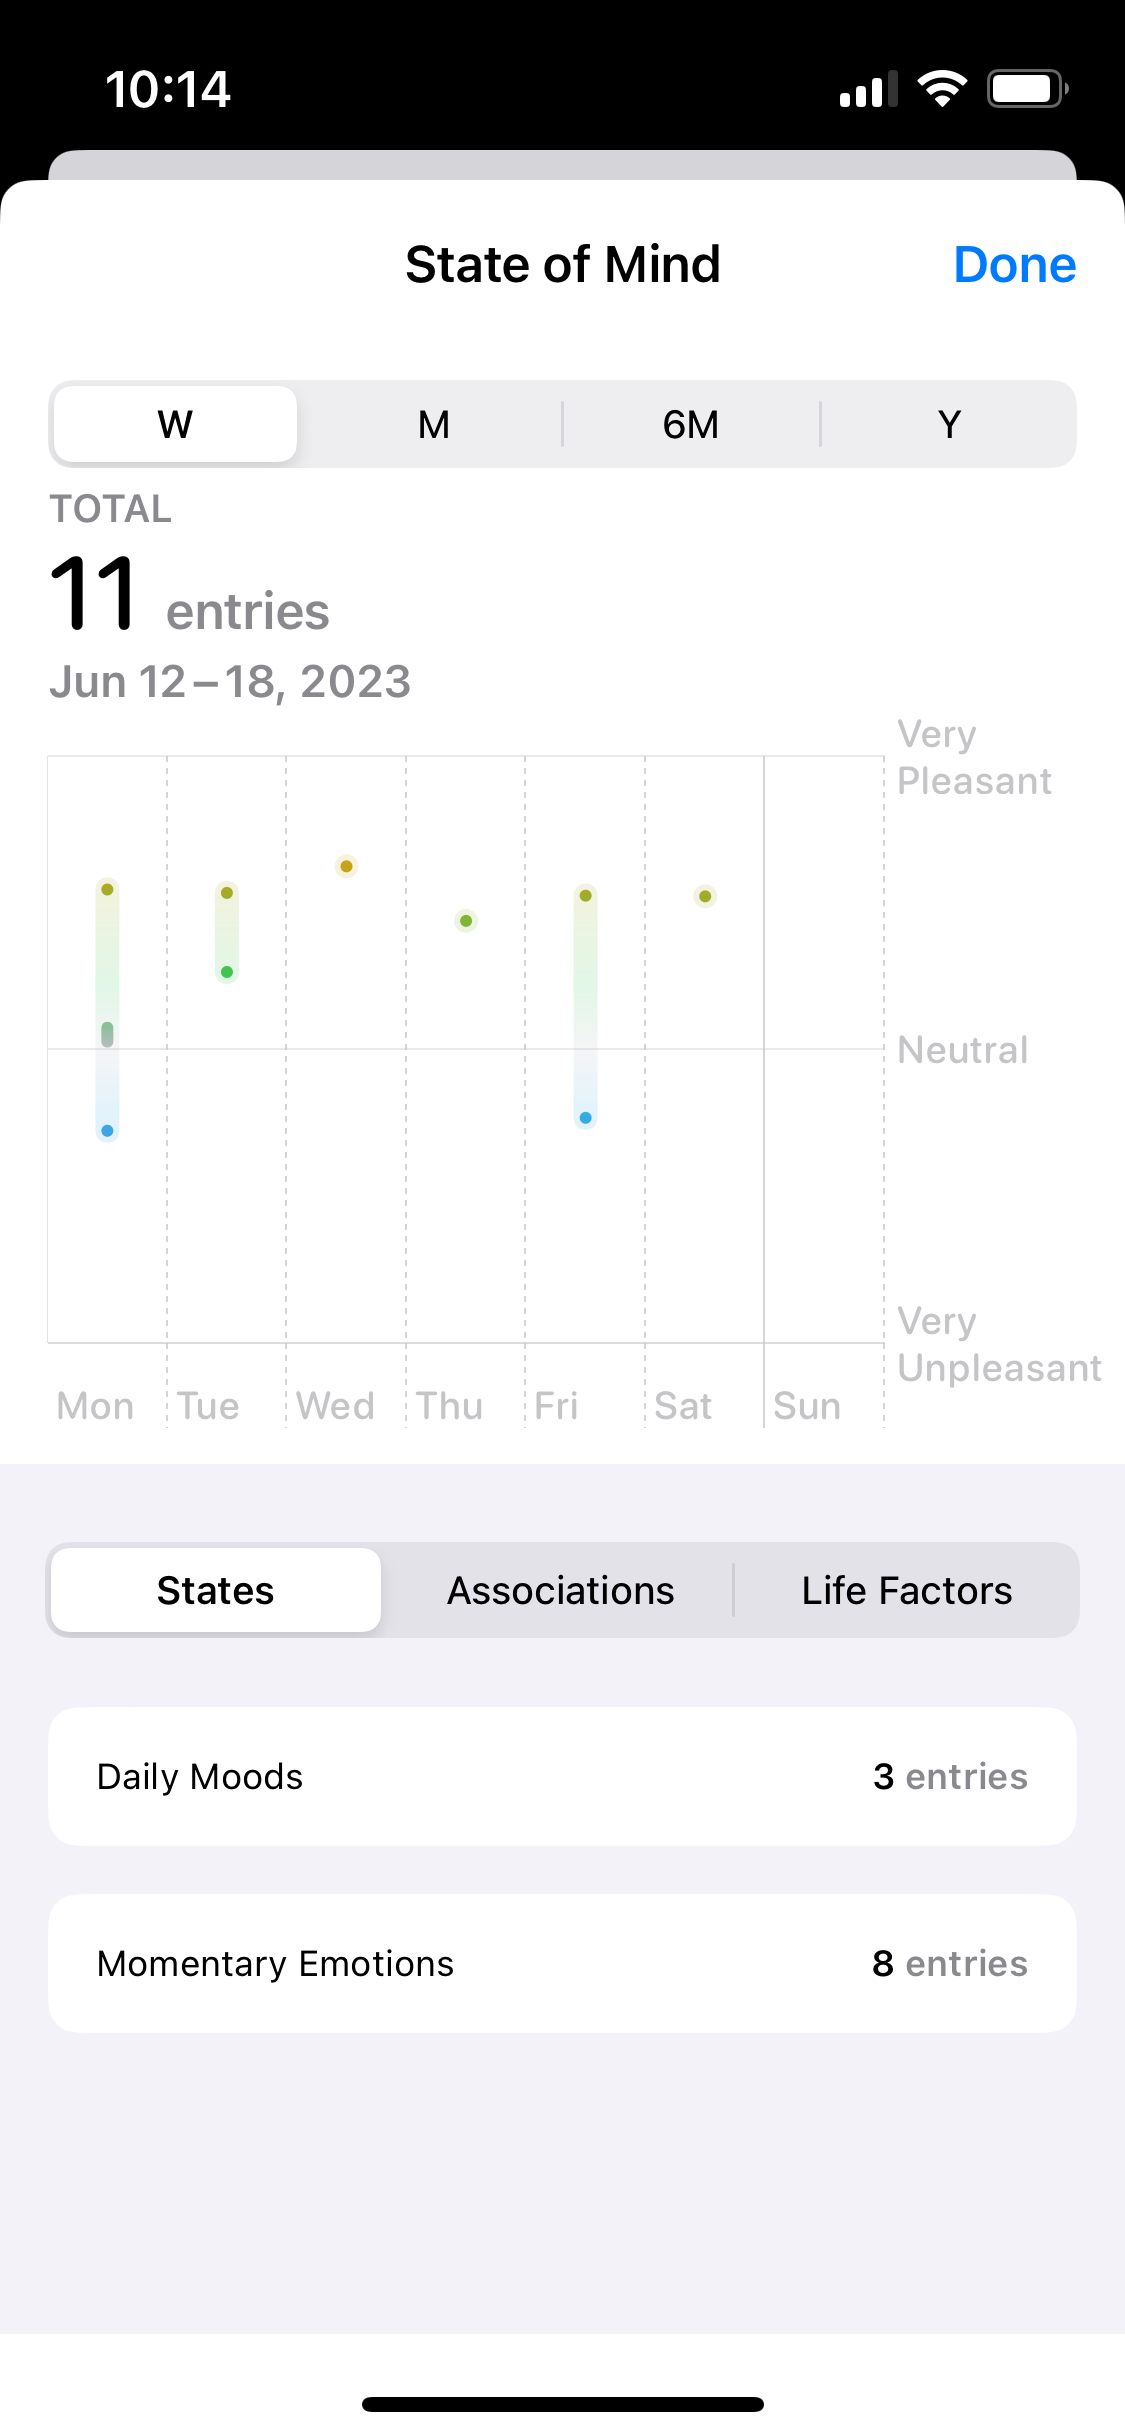 10:14
State of Mind
Done
W
M
6M
Y
TOTAL
11 entries
Jun 12–18, 2023
Very
Pleasant
Neutral
Very
Unpleasant
Mon
Tue
Wed
Thu
Fri
Sat
Sun
States
Associations
Life Factors
Daily Moods
3 entries
Momentary Emotions
8 entries